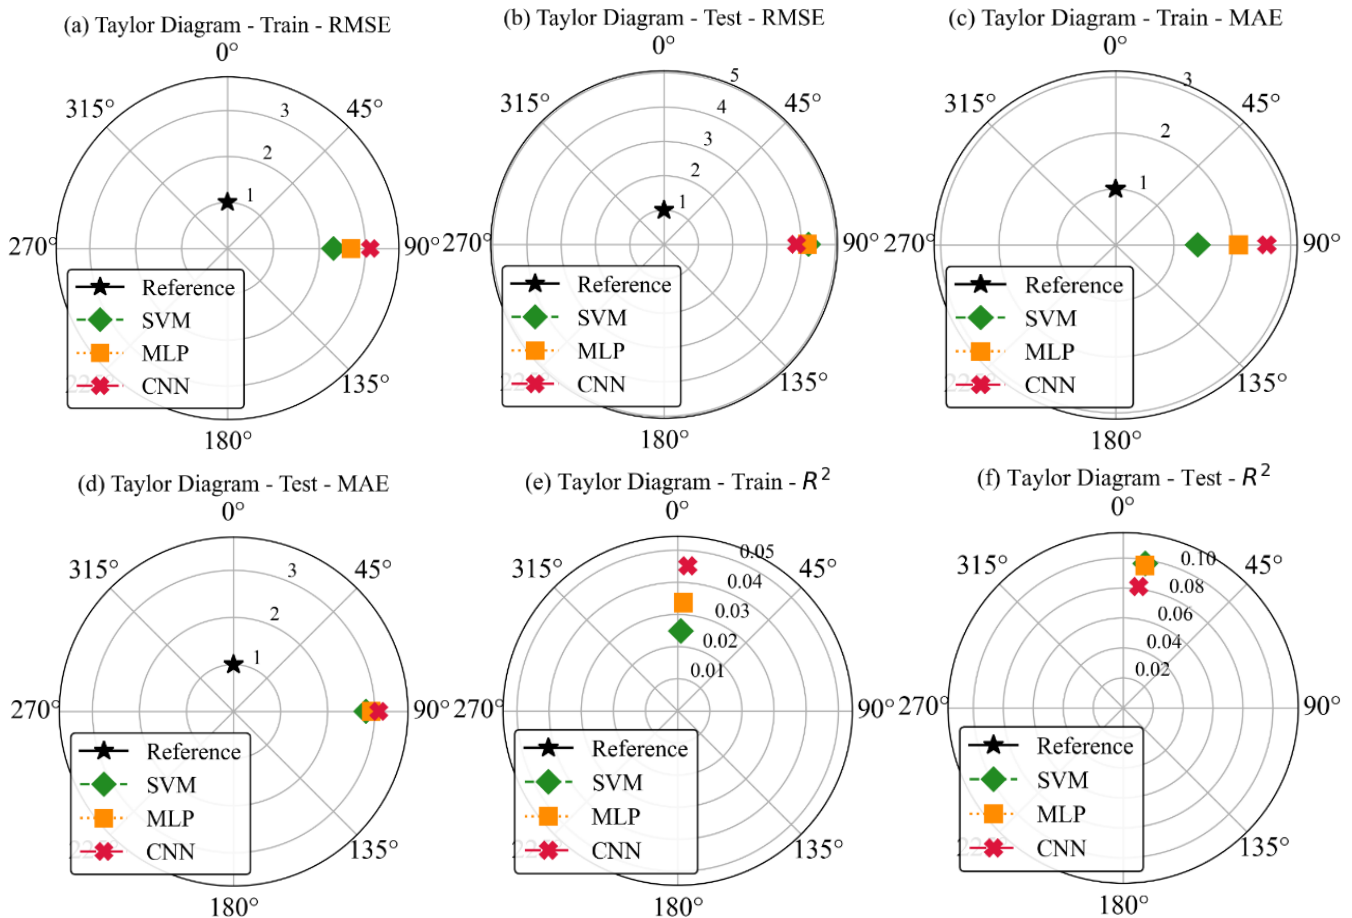 (a) Taylor Diagram - Train - RMSE
0°
315°
45°
3
2
1
270°
90°
Reference
SVM
MLP
CNN
135°
180°
(b) Taylor Diagram - Test - RMSE
0°
315°
45°
5
4
3
2
1
270°
90°
Reference
SVM
MLP
CNN
135°
180°
(c) Taylor Diagram - Train - MAE
0°
315°
45°
3
2
1
270°
90°
Reference
SVM
MLP
CNN
135°
180°
(d) Taylor Diagram - Test - MAE
0°
315°
45°
3
2
1
270°
90°
Reference
SVM
MLP
CNN
135°
180°
(e) Taylor Diagram - Train - R²
0°
315°
45°
0.05
0.04
0.03
0.02
0.01
270°
90°
Reference
SVM
MLP
CNN
135°
180°
(f) Taylor Diagram - Test - R²
0°
315°
45°
0.10
0.08
0.06
0.04
0.02
270°
90°
Reference
SVM
MLP
CNN
135°
180°